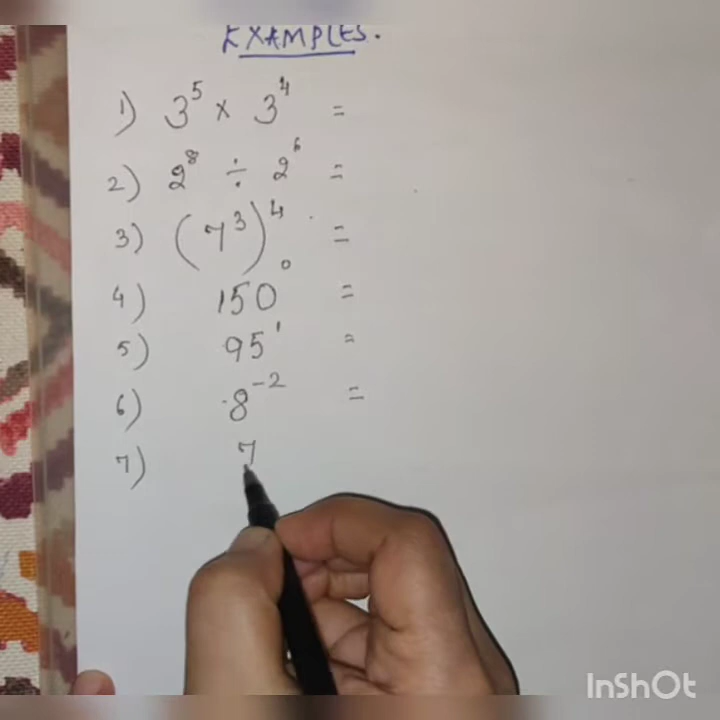 EXAMPLES.
1) 3⁵ × 3⁴ =
2) 2⁸ ÷ 2⁶ =
3) (7³)⁴ =
4) 150⁰ =
5) 95¹ =
6) 8⁻² =
7) 7
InShOt